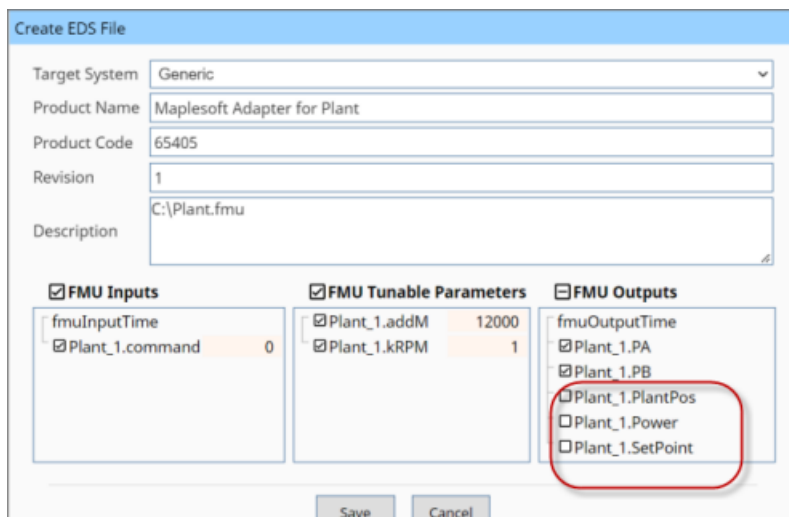 Create EDS File
Target System Generic
Product Name Maplesoft Adapter for Plant
Product Code 65405
Revision 1
Description C:\Plant.fmu
FMU Inputs
fmuInputTime
Plant_1.command 0
FMU Tunable Parameters
Plant_1.addM 12000
Plant_1.kRPM 1
FMU Outputs
fmuOutputTime
Plant_1.PA
Plant_1.PB
Plant_1.PlantPos
Plant_1.Power
Plant_1.SetPoint
Save Cancel